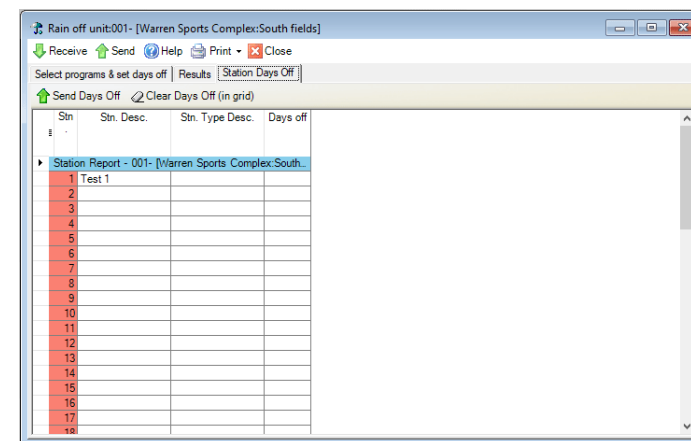 Rain off unit:001- [Warren Sports Complex:South fields]
Receive Send Help Print Close
Select programs & set days off Results Station Days Off
Send Days Off Clear Days Off (in grid)
Stn Stn. Desc. Stn. Type Desc. Days off
Station Report - 001- [Warren Sports Complex:South...
1 Test 1
2
3
4
5
6
7
8
9
10
11
12
13
14
15
16
17
18